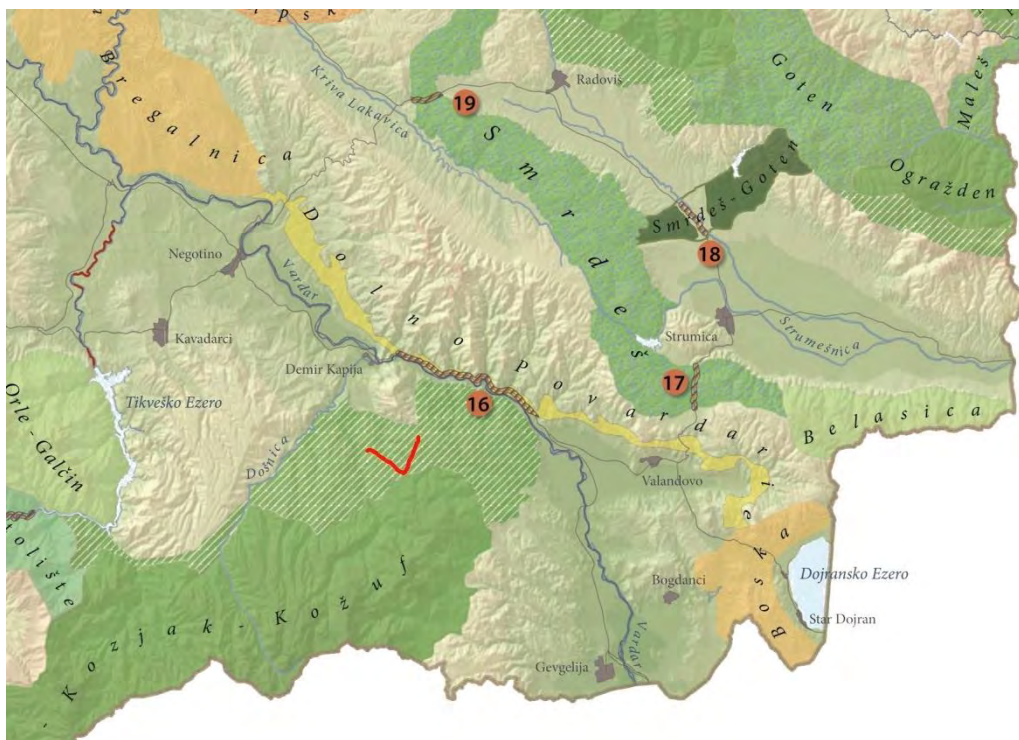 Bregalnica
Kriva Lakavica
Radoviš
19
Smrdeš
Goten
Maleš
Ogražden
Smrdeš-Goten
18
Negotino
Vardar
Dolno Povardarie
Kavadarci
Strumica
Strumešnica
Demir Kapija
17
16
Tikveško Ezero
Orle - Galčin
Belasica
Došnica
Valandovo
tolište
Boska
Dojransko Ezero
Bogdanci
Star Dojran
- Kozjak - Kožuf
Vardar
Gevgelija